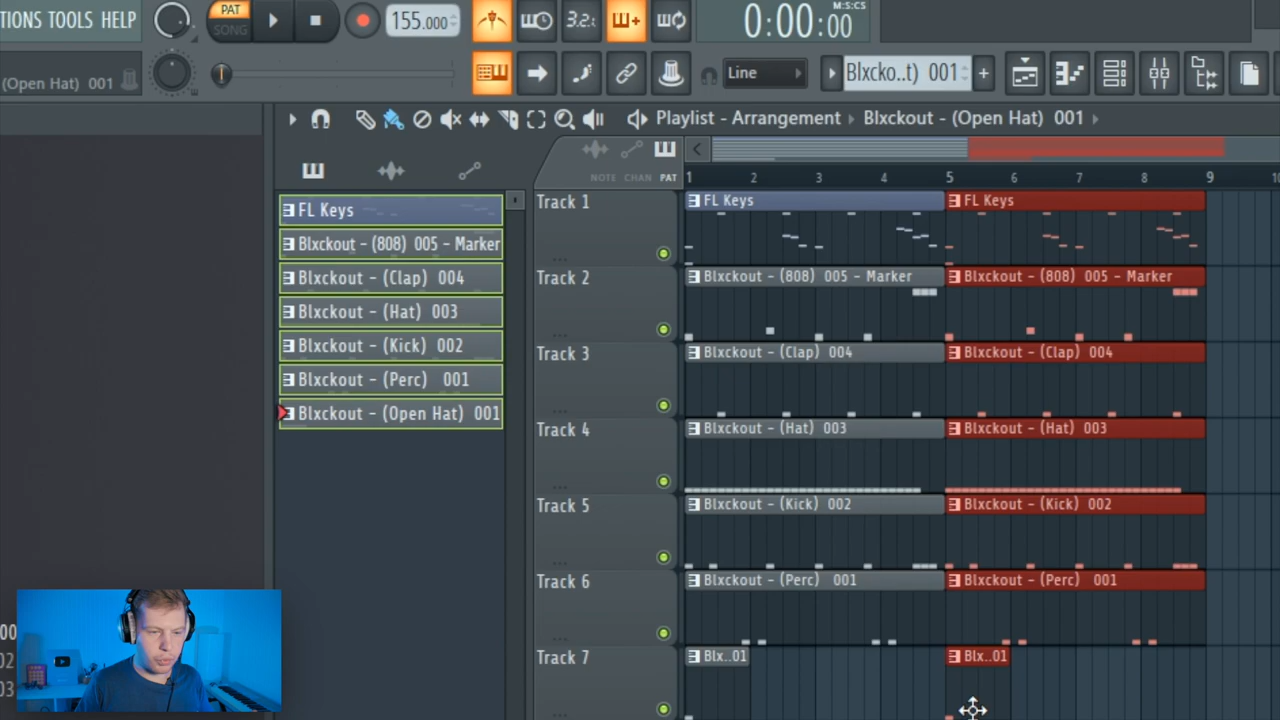 TIONS TOOLS HELP
PAT
SONG
155.000
3.2
M:S:CS
0:00:00
(Open Hat) 001
Line
Blxcko..t) 001
Playlist - Arrangement
Blxckout - (Open Hat) 001
NOTE CHAN PAT
1 2 3 4 5 6 7 8 9 10
FL Keys
Blxckout - (808) 005 - Marker
Blxckout - (Clap) 004
Blxckout - (Hat) 003
Blxckout - (Kick) 002
Blxckout - (Perc) 001
Blxckout - (Open Hat) 001
Track 1
FL Keys
FL Keys
Track 2
Blxckout - (808) 005 - Marker
Blxckout - (808) 005 - Marker
Track 3
Blxckout - (Clap) 004
Blxckout - (Clap) 004
Track 4
Blxckout - (Hat) 003
Blxckout - (Hat) 003
Track 5
Blxckout - (Kick) 002
Blxckout - (Kick) 002
Track 6
Blxckout - (Perc) 001
Blxckout - (Perc) 001
Track 7
Blx..01
Blx..01
00
02
03